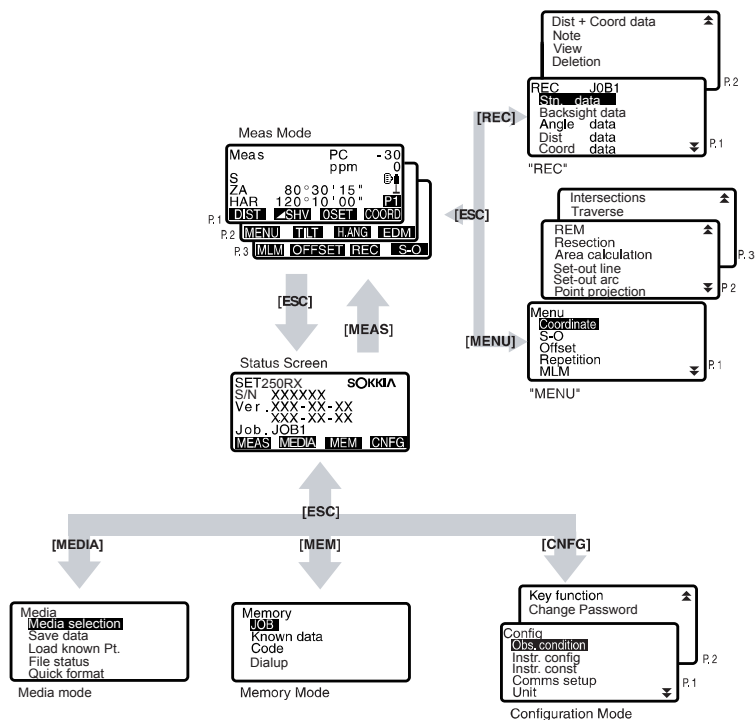 Dist + Coord data
Note
View
Deletion
P. 2
REC J0B1
Stn. data
Backsight data
Angle data
Dist data
Coord data
P. 1
"REC"
[REC]
Meas Mode
Meas PC -30
ppm 0
S
ZA 80°30'15"
HAR 120°10'00" P1
P. 1 DIST ◢SHV 0SET COORD
P. 2 MENU TILT H.ANG EDM
P. 3 MLM OFFSET REC S-O
[ESC]
Intersections
Traverse
P. 3
REM
Resection
Area calculation
Set-out line
Set-out arc
Point projection
P 2
[MENU]
Menu
Coordinate
S-O
Offset
Repetition
MLM
P. 1
"MENU"
[ESC]
[MEAS]
Status Screen
SET250RX SOKKIA
S/N XXXXXX
Ver. XXX-XX-XX
XXX-XX-XX
Job. JOB1
MEAS MEDIA MEM CNFG
[ESC]
[MEDIA] [MEM] [CNFG]
Media
Media selection
Save data
Load known Pt.
File status
Quick format
Media mode
Memory
JOB
Known data
Code
Dialup
Memory Mode
Key function
Change Password
P. 2
Config
Obs. condition
Instr. config
Instr. const
Comms setup
Unit
P. 1
Configuration Mode